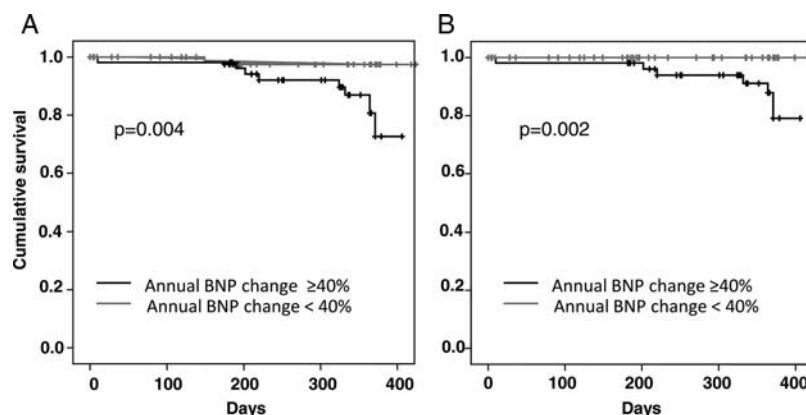 A
B
1.0
0.8
0.6
0.4
0.2
0.0
Cumulative survival
p=0.004
Annual BNP change ≥40%
Annual BNP change < 40%
0
200
300
400
Days
1.0
0.8
0.6
0.4
0.2
0.0
p=0.002
Annual BNP change ≥40%
Annual BNP change < 40%
0
200
300
400
Days